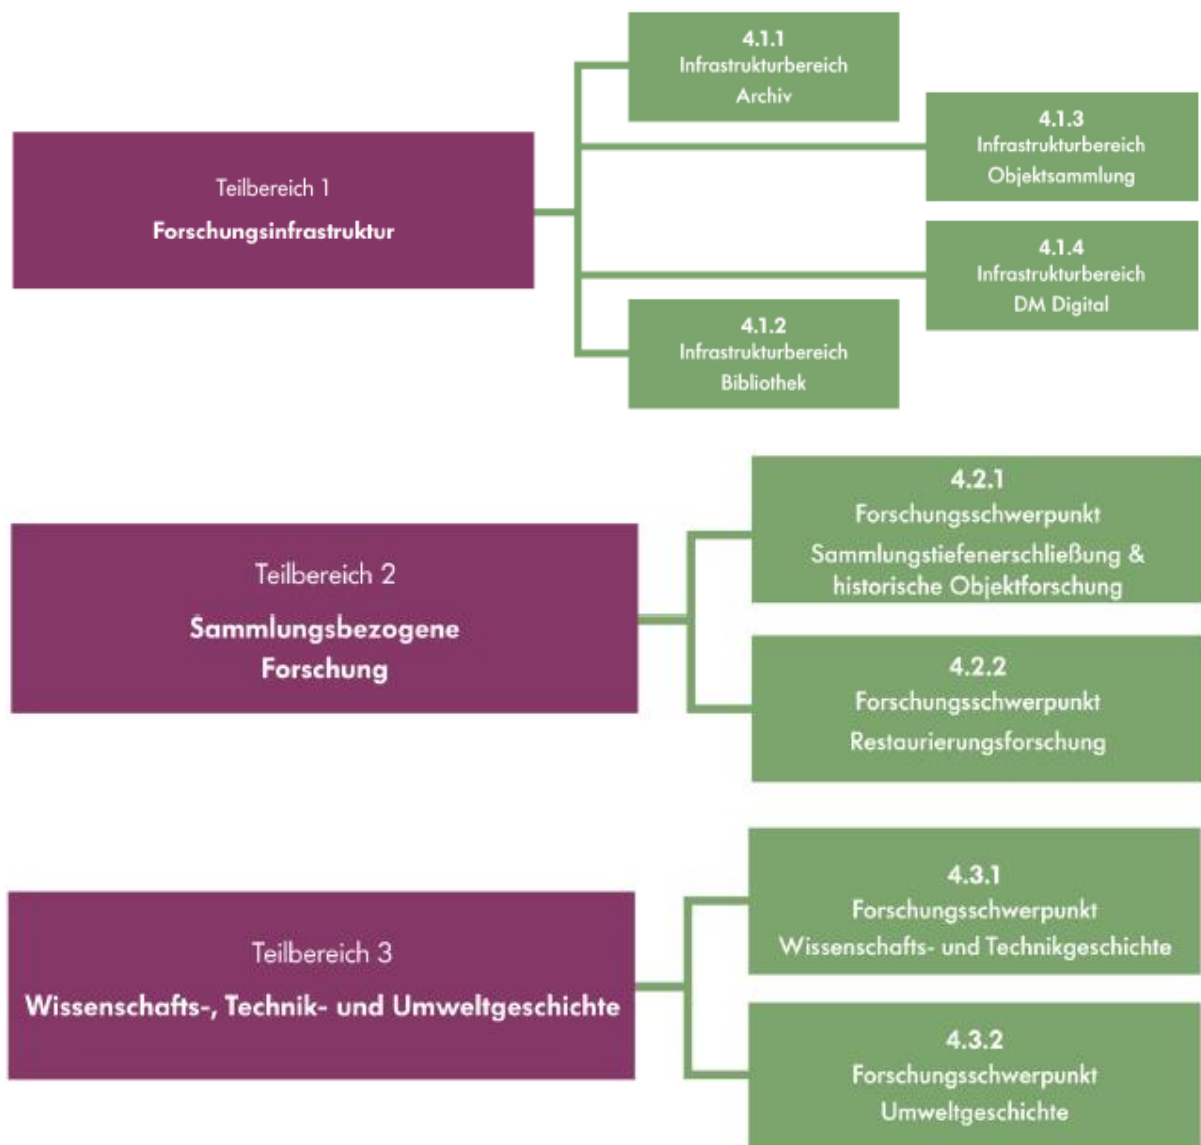 Teilbereich 1
Forschungsinfrastruktur
4.1.1
Infrastrukturbereich
Archiv
4.1.3
Infrastrukturbereich
Objektsammlung
4.1.4
Infrastrukturbereich
DM Digital
4.1.2
Infrastrukturbereich
Bibliothek
Teilbereich 2
Sammlungsbezogene
Forschung
4.2.1
Forschungsschwerpunkt
Sammlungstiefenerschließung &
historische Objektforschung
4.2.2
Forschungsschwerpunkt
Restaurierungsforschung
Teilbereich 3
Wissenschafts-, Technik- und Umweltgeschichte
4.3.1
Forschungsschwerpunkt
Wissenschafts- und Technikgeschichte
4.3.2
Forschungsschwerpunkt
Umweltgeschichte